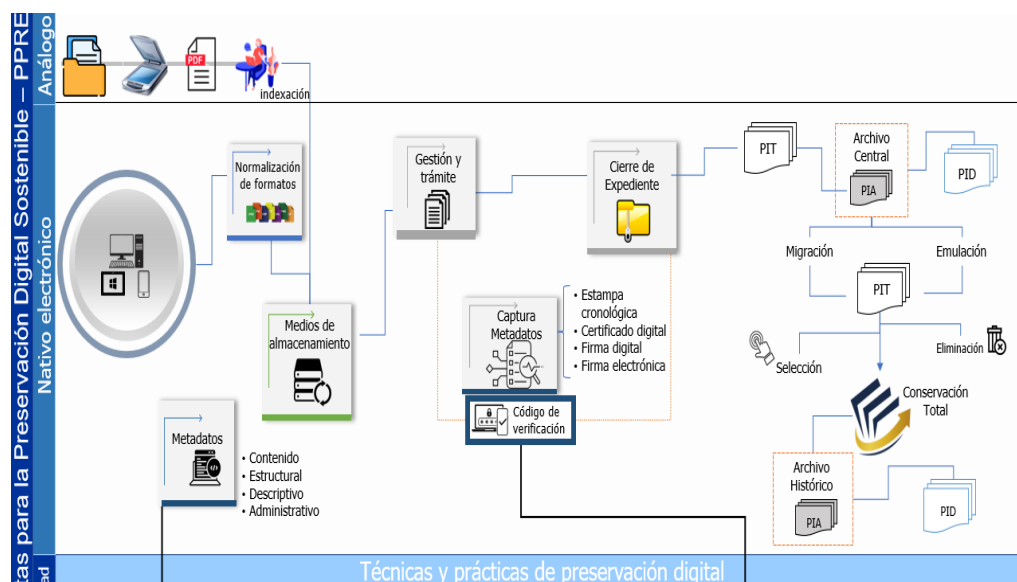 as para la Preservación Digital Sostenible – PPRE
Análogo
PDF
indexación
Nativo electrónico
Normalización
de formatos
Gestión y
trámite
Cierre de
Expediente
PIT
Archivo
Central
PIA
PID
Migración
Emulación
PIT
Medios de
almacenamiento
Captura
Metadatos
• Estampa
cronológica
• Certificado digital
• Firma digital
• Firma electrónica
Selección
Eliminación
Código de
verificación
Conservación
Total
Metadatos
• Contenido
• Estructural
• Descriptivo
• Administrativo
Archivo
Histórico
PIA
PID
ed
Técnicas y prácticas de preservación digital